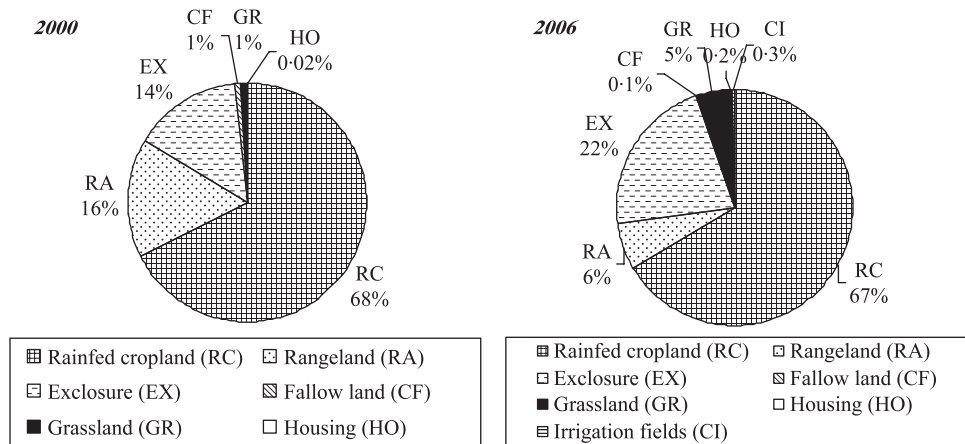 2000
CF GR
1% 1%
HO
0·02%
EX
14%
RA
16%
RC
68%
Rainfed cropland (RC) Rangeland (RA)
Exclosure (EX) Fallow land (CF)
Grassland (GR) Housing (HO)
2006
GR HO CI
5% 0·2% 0·3%
CF
0·1%
EX
22%
RA
6%
RC
67%
Rainfed cropland (RC) Rangeland (RA)
Exclosure (EX) Fallow land (CF)
Grassland (GR) Housing (HO)
Irrigation fields (CI)